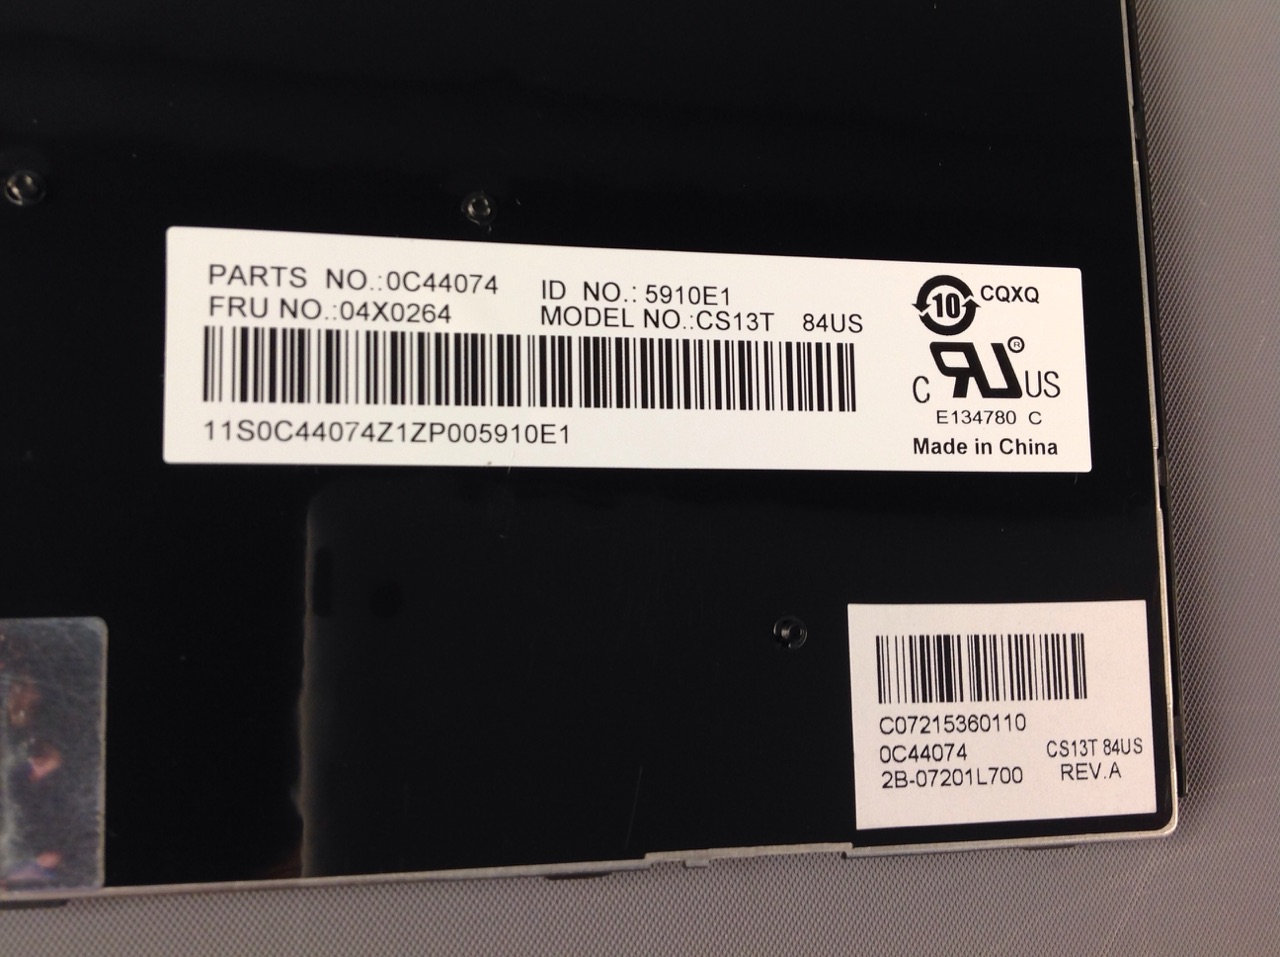 PARTS NO.:0C44074 ID NO.: 5910E1
FRU NO.:04X0264 MODEL NO.:CS13T 84US
11S0C44074Z1ZP005910E1
10 CQXQ
C RU ® US
E134780 C
Made in China
C07215360110
0C44074 CS13T 84US
2B-07201L700 REV.A